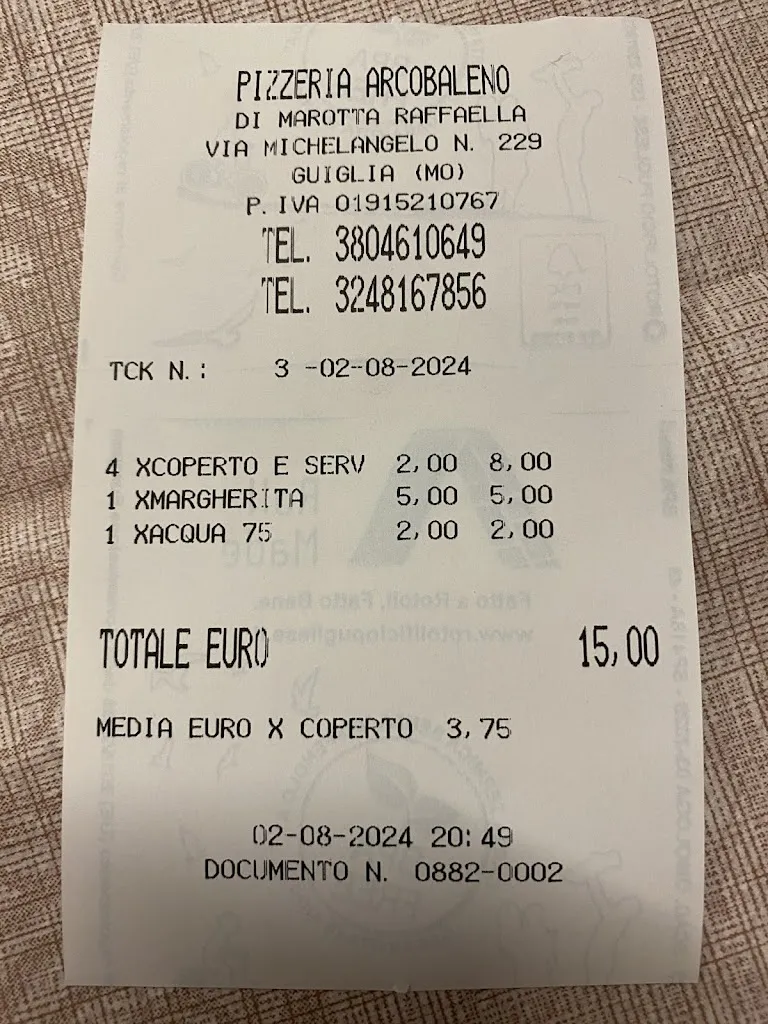 PIZZERIA ARCOBALENO
DI MAROTTA RAFFAELLA
VIA MICHELANGELO N. 229
GUIGLIA (MO)
P. IVA 01915210767
TEL. 3804610649
TEL. 3248167856
TCK N.: 3 -02-08-2024
4 XCOPERTO E SERV 2,00 8,00
1 XMARGHERITA 5,00 5,00
1 XACQUA 75 2,00 2,00
TOTALE EURO 15,00
MEDIA EURO X COPERTO 3,75
02-08-2024 20:49
DOCUMENTO N. 0882-0002